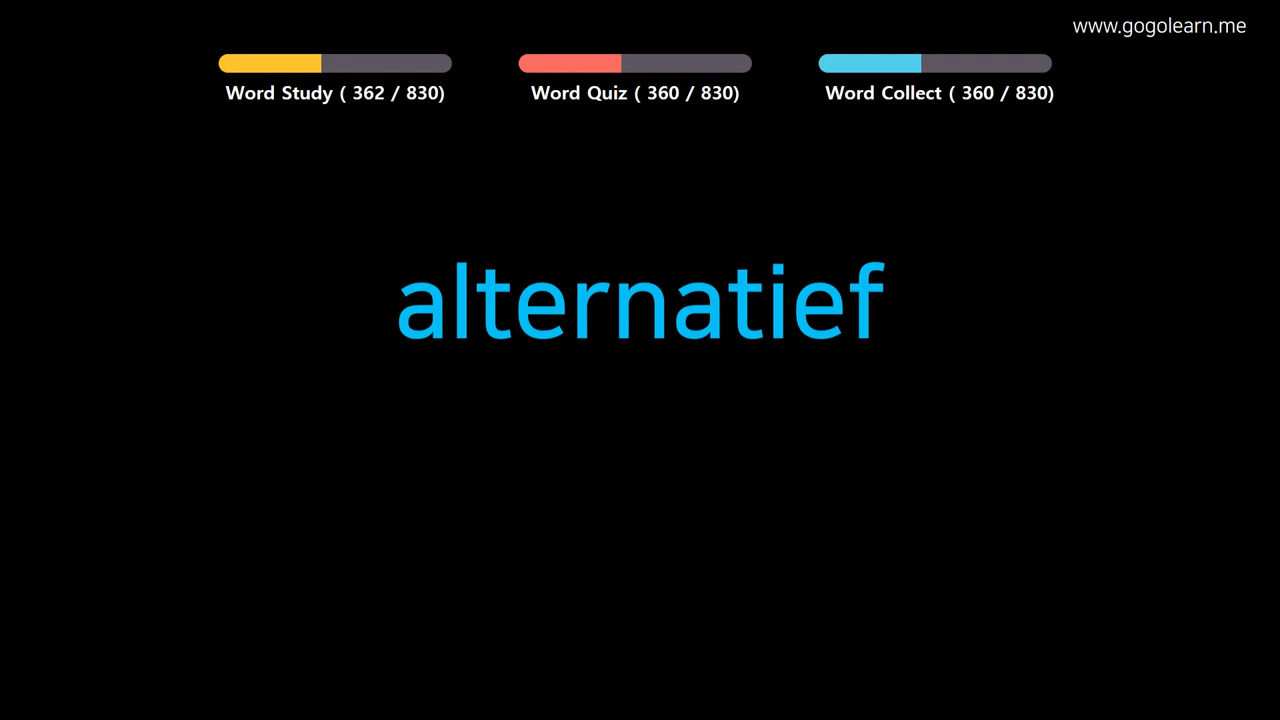 www.gogolearn.me
Word Study ( 362 / 830)
Word Quiz ( 360 / 830)
Word Collect ( 360 / 830)
alternatief